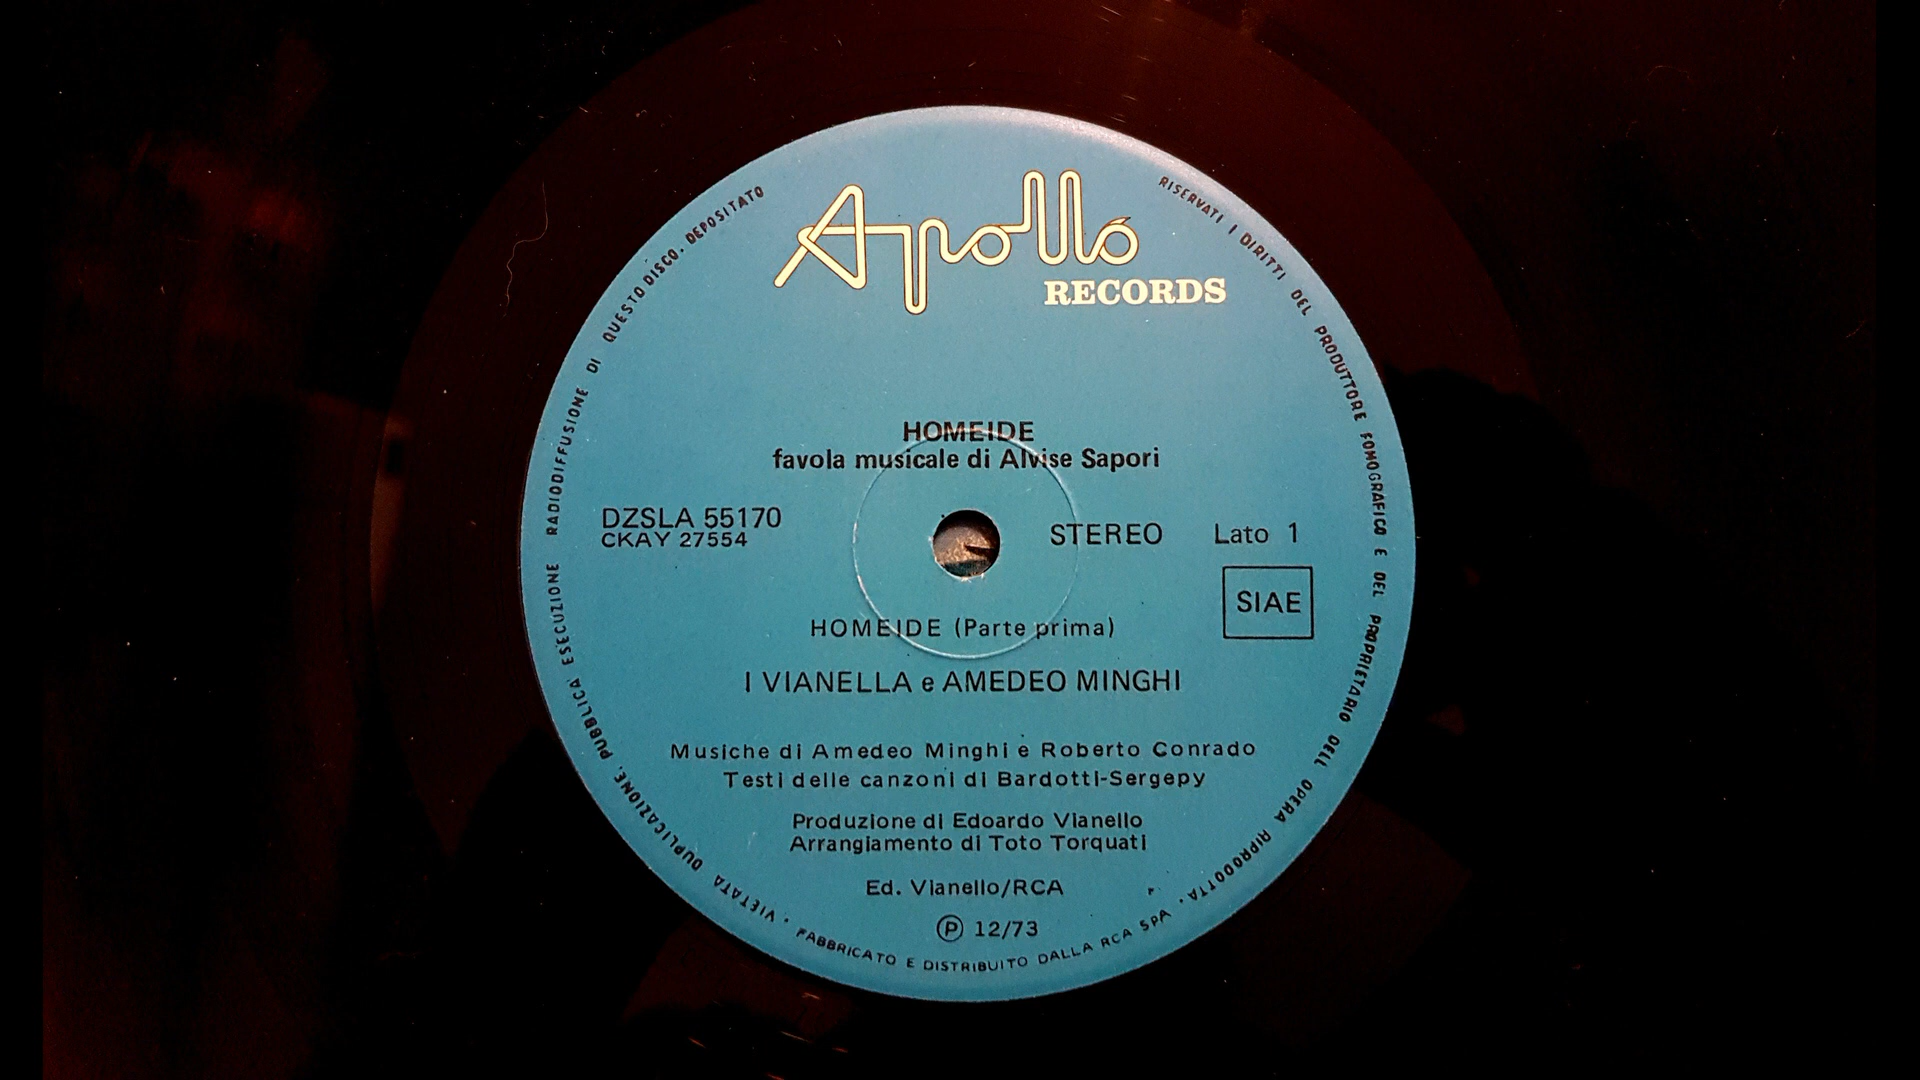 Apollo
RECORDS
HOMEIDE
favola musicale di Alvise Sapori
DZSLA 55170
CKAY 27554
STEREO
Lato 1
SIAE
HOMEIDE (Parte prima)
I VIANELLA e AMEDEO MINGHI
Musiche di Amedeo Minghi e Roberto Conrado
Testi delle canzoni di Bardotti-Sergepy
Produzione di Edoardo Vianello
Arrangiamento di Toto Torquati
Ed. Vianello/RCA
Ⓟ 12/73
RISERVATI I DIRITTI DEL PRODUTTORE FOMOGRAFICO E DEL PROPRIETARIO DELL OPERA RIPRODOTTA. FABBRICATO E DISTRIBUITO DALLA RCA SPA. VIETATA DUPLICAZIONE, PUBBLICA' ESECUZIONE RADIODIFFUSIONE DI QUESTO DISCO. DEPOSITATO